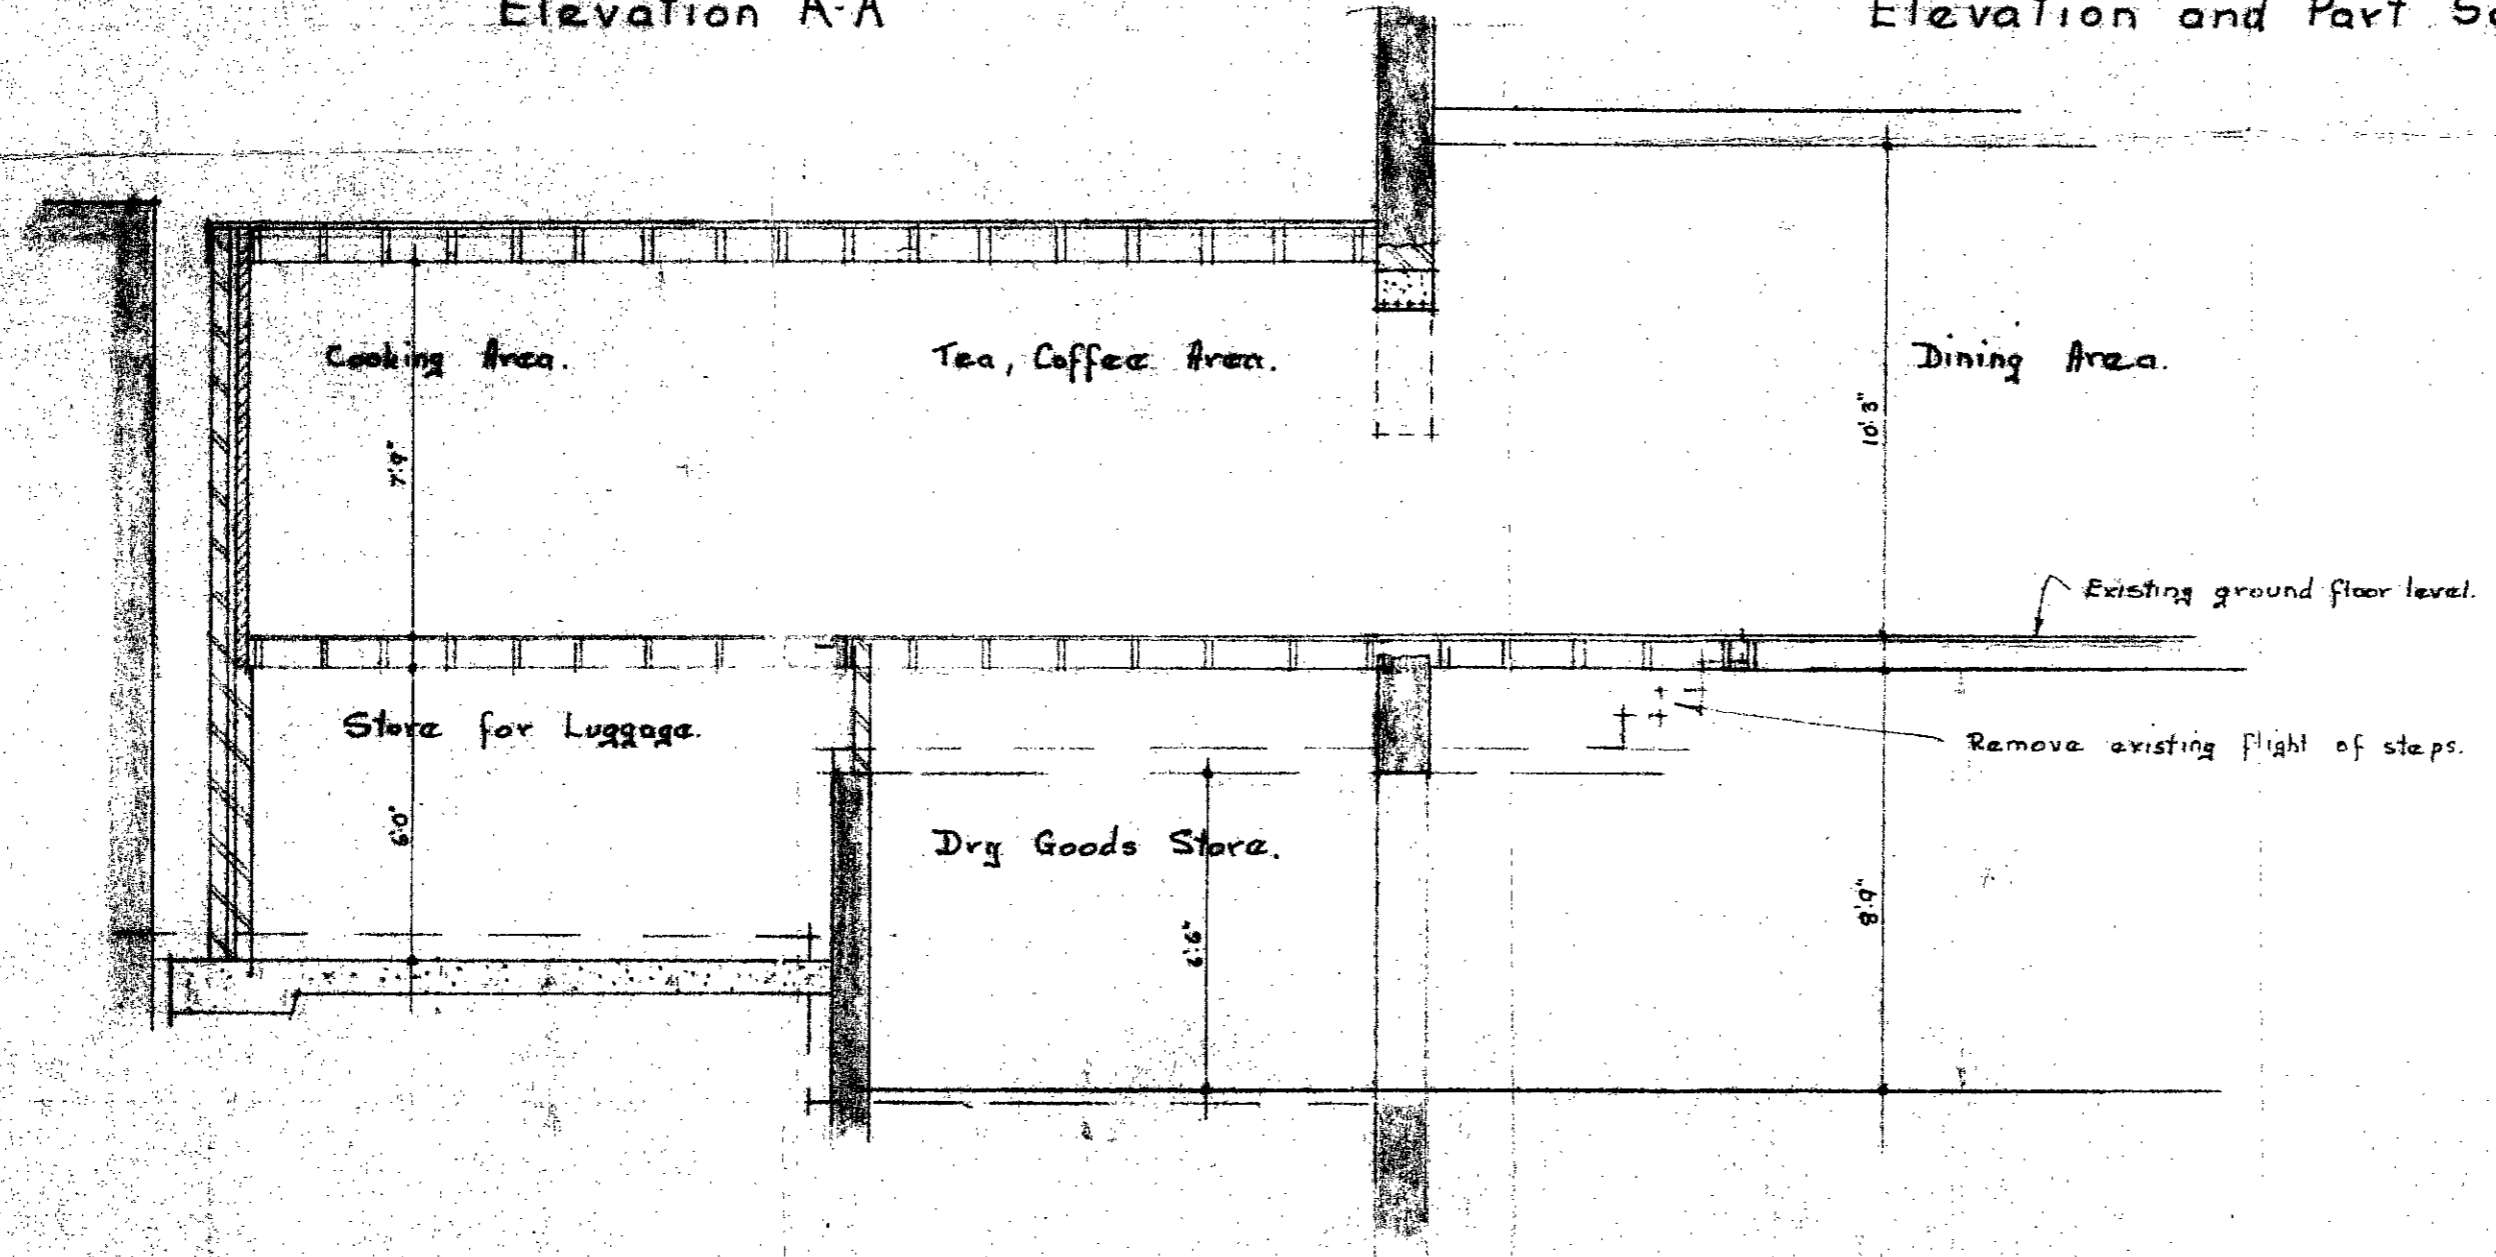 Elevation A-A
Elevation and Part
Cooking Area.
Tea, Coffee Area.
Dining Area.
7'.9"
10'.3"
Existing ground floor level.
Store for Luggage.
Remove existing flight of steps.
6'.0"
Dry Goods Store.
8'.9"
6'.6"